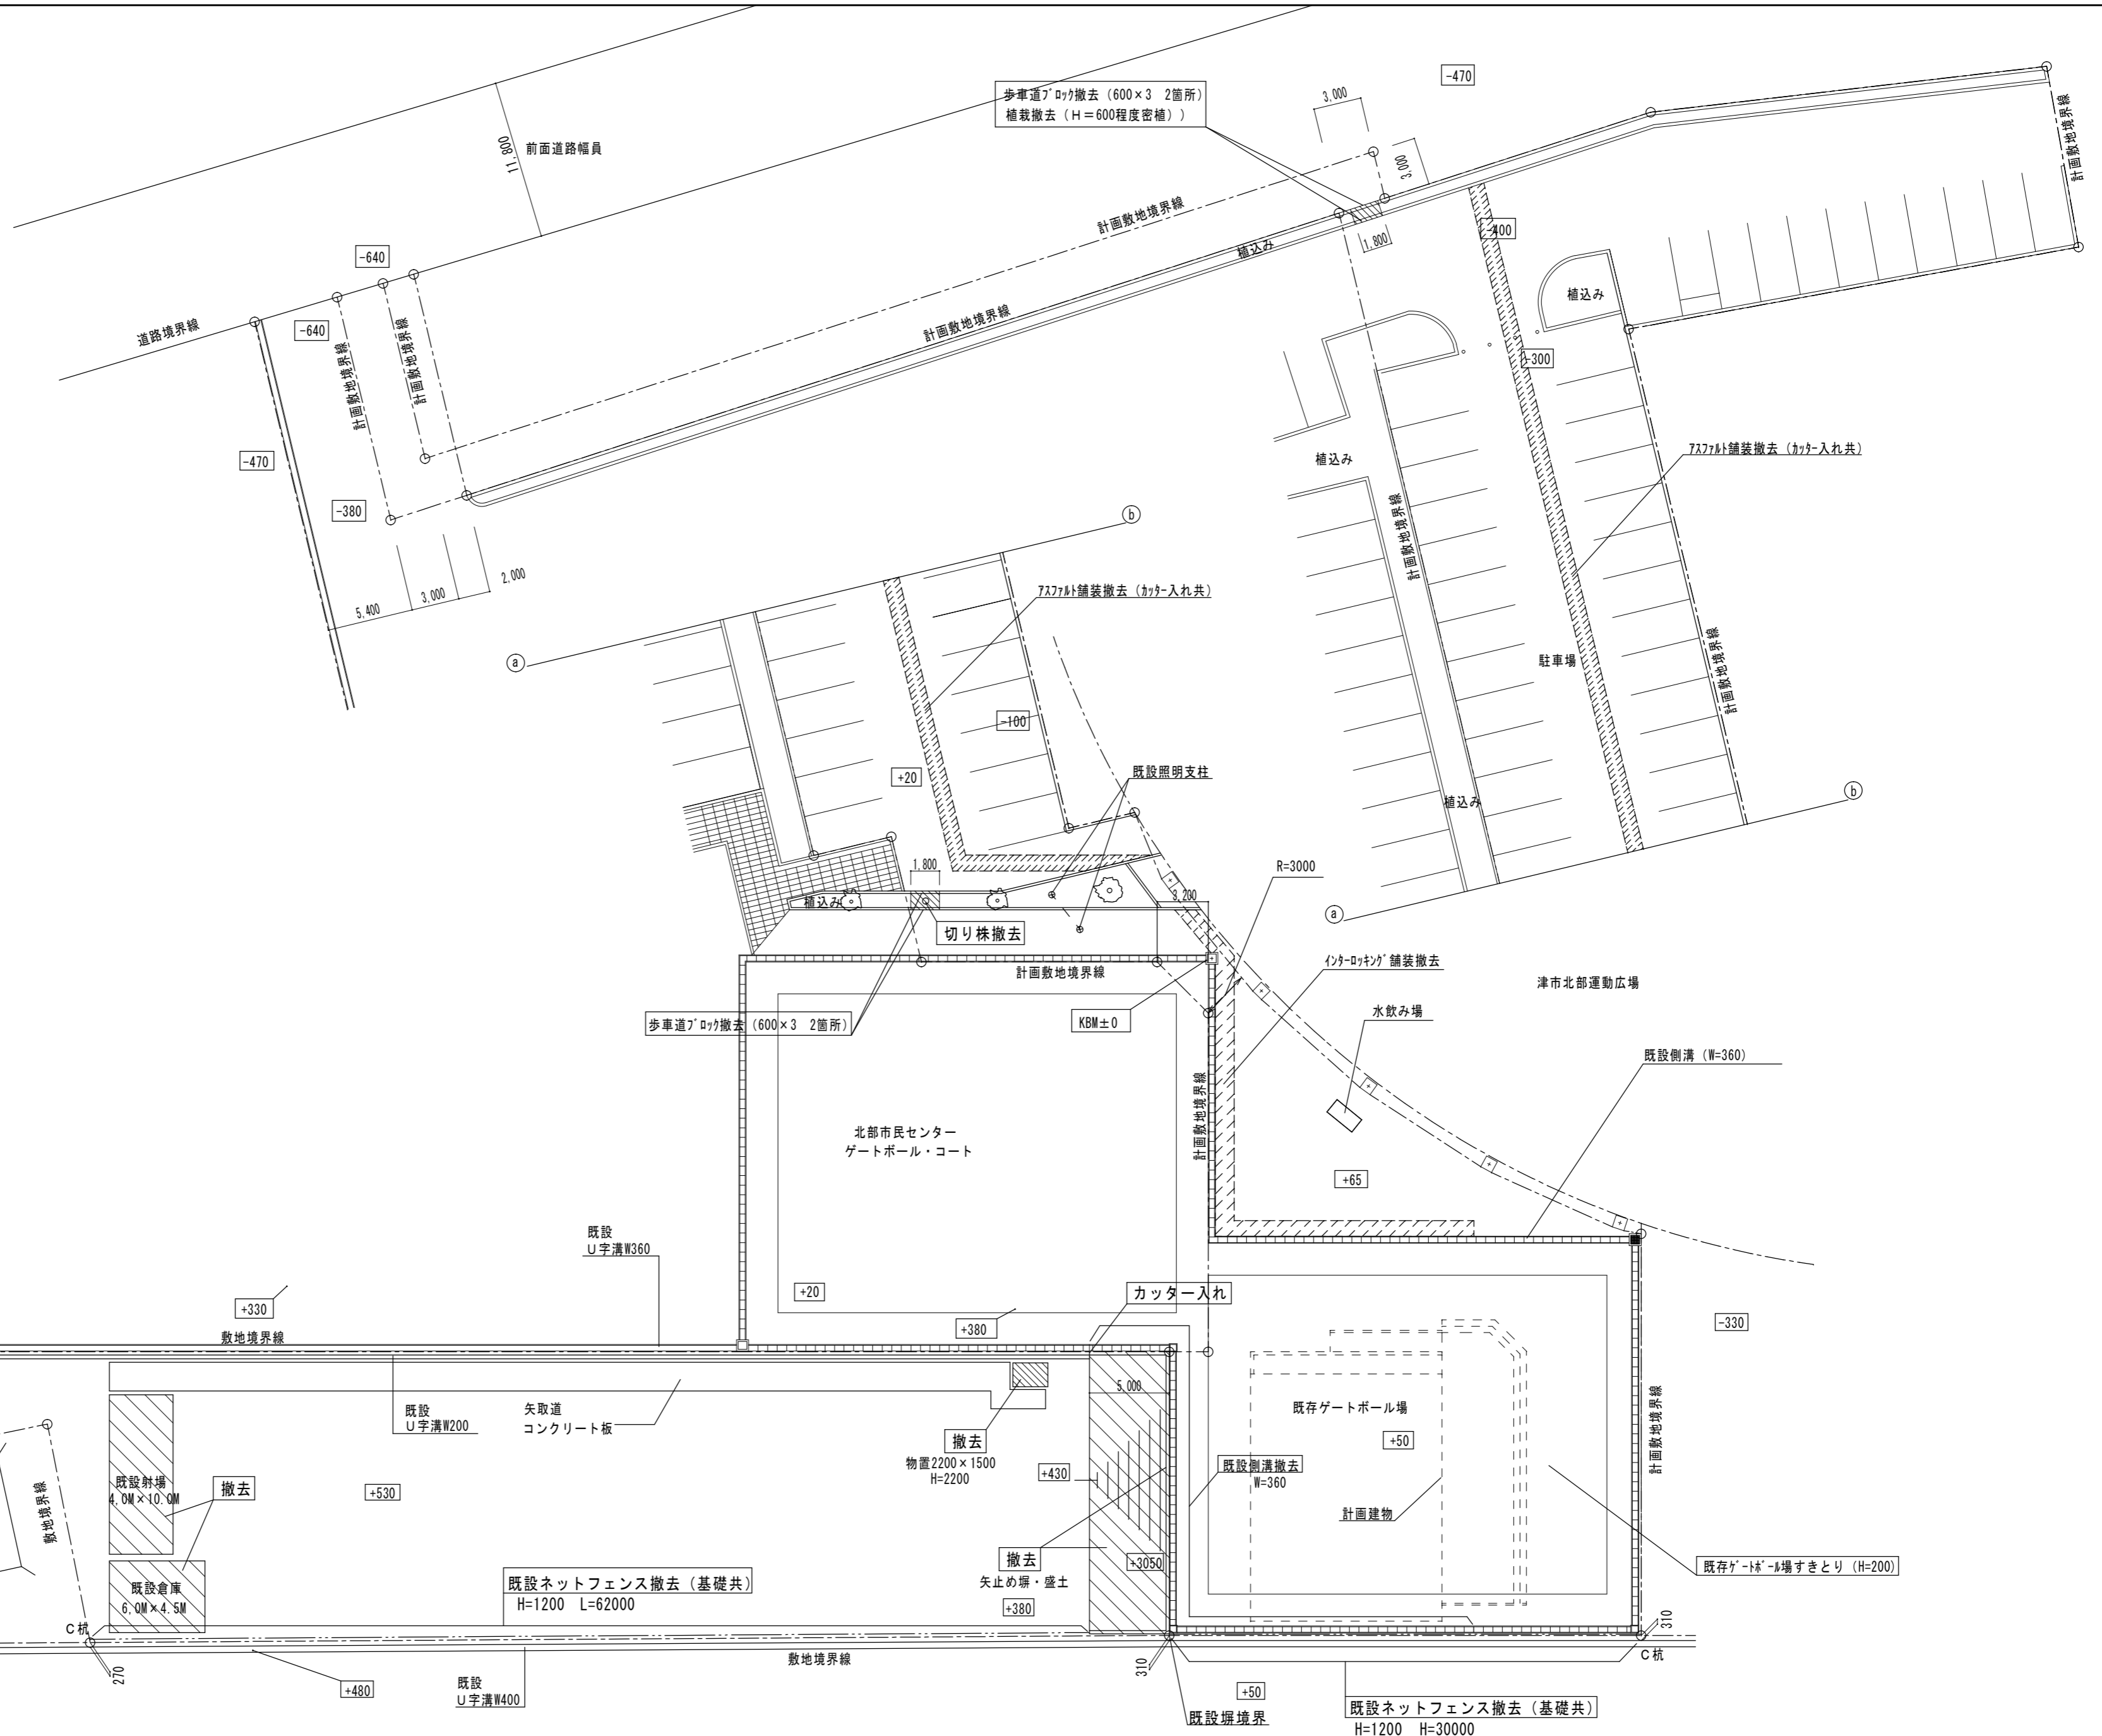 -470
歩車道ブロック撤去（600×3　2箇所）
植栽撤去（H＝600程度密植））
3,000
3,000
1,800
計画敷地境界線
11,800
前面道路幅員
計画敷地境界線
植込み
-400
植込み
-300
-640
-640
道路境界線
計画敷地境界線
計画敷地境界線
計画敷地境界線
-470
-380
5,400
3,000
2,000
植込み
計画敷地境界線
アスファルト舗装撤去（カッター入れ共）
駐車場
計画敷地境界線
植込み
ⓑ
ⓐ
ⓑ
ⓐ
アスファルト舗装撤去（カッター入れ共）
-100
+20
既設照明支柱
1,800
植込み
切り株撤去
3,200
R=3000
計画敷地境界線
インターロッキング舗装撤去
津市北部運動広場
水飲み場
歩車道ブロック撤去（600×3　2箇所）
KBM±0
既設側溝（W=360）
計画敷地境界線
北部市民センター
ゲートボール・コート
+65
既設
U字溝W360
+20
カッター入れ
+330
敷地境界線
+380
-330
5,000
既設
U字溝W200
矢取道
コンクリート板
撤去
物置2200×1500
H=2200
+430
既存ゲートボール場
+50
計画敷地境界線
既設側溝撤去
W=360
計画建物
既設射場
4,0M×10.0M
撤去
+530
敷地境界線
既設倉庫
6,0M×4.5M
既設ネットフェンス撤去（基礎共）
H=1200　L=62000
撤去
矢止め塀・盛土
+3050
+380
既存ゲートボール場すきとり（H=200）
C杭
270
+480
既設
U字溝W400
敷地境界線
310
+50
既設塀境界
310
C杭
既設ネットフェンス撤去（基礎共）
H=1200　H=30000